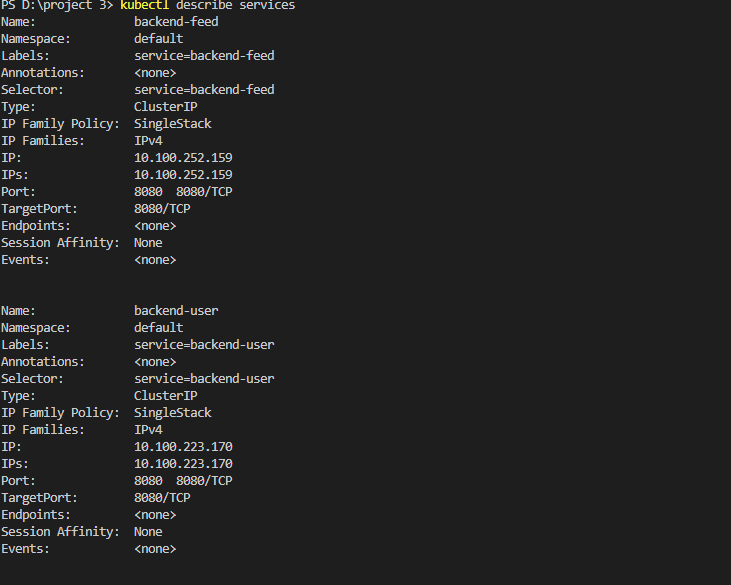 PS D:\project 3> kubectl describe services
Name:              backend-feed
Namespace:         default
Labels:            service=backend-feed
Annotations:       <none>
Selector:          service=backend-feed
Type:              ClusterIP
IP Family Policy:  SingleStack
IP Families:       IPv4
IP:                10.100.252.159
IPs:               10.100.252.159
Port:              8080  8080/TCP
TargetPort:        8080/TCP
Endpoints:         <none>
Session Affinity:  None
Events:            <none>
Name:              backend-user
Namespace:         default
Labels:            service=backend-user
Annotations:       <none>
Selector:          service=backend-user
Type:              ClusterIP
IP Family Policy:  SingleStack
IP Families:       IPv4
IP:                10.100.223.170
IPs:               10.100.223.170
Port:              8080  8080/TCP
TargetPort:        8080/TCP
Endpoints:         <none>
Session Affinity:  None
Events:            <none>